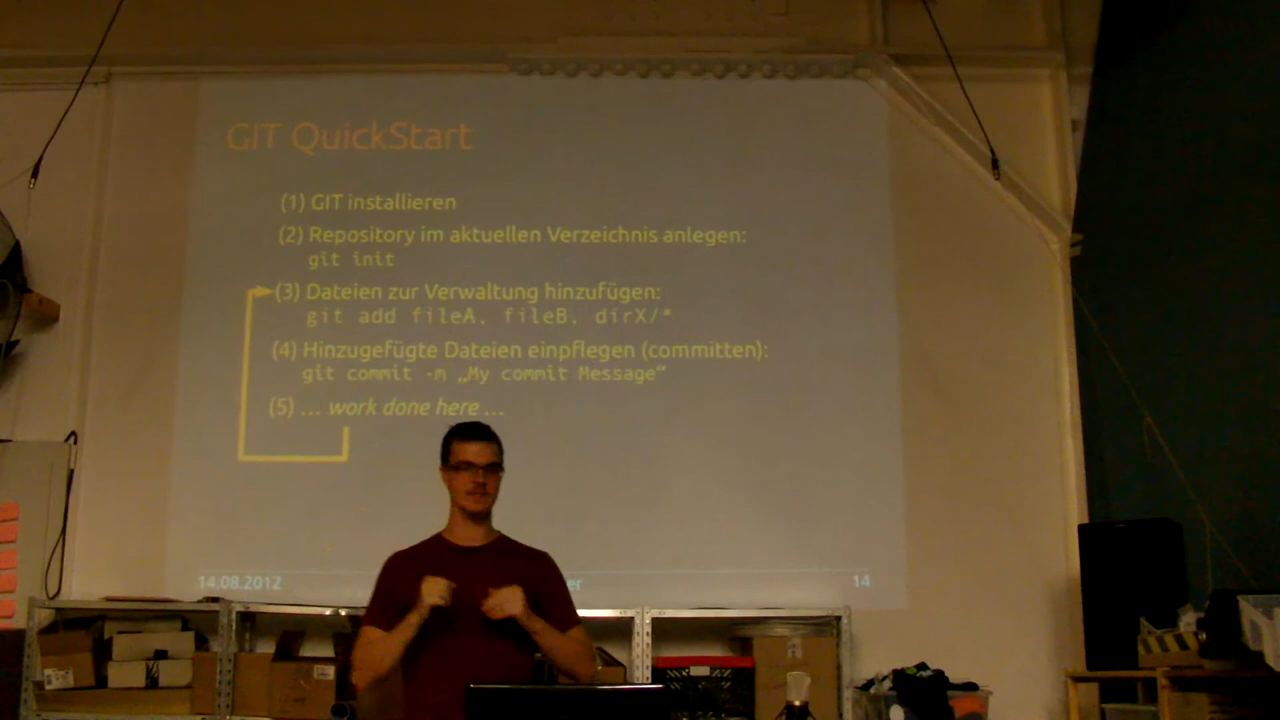 GIT QuickStart
(1) GIT installieren
(2) Repository im aktuellen Verzeichnis anlegen:
git init
(3) Dateien zur Verwaltung hinzufügen:
git add fileA, fileB, dirX/*
(4) Hinzugefügte Dateien einpflegen (committen):
git commit -m „My commit Message“
(5) ... work done here ...
14.08.2012
14